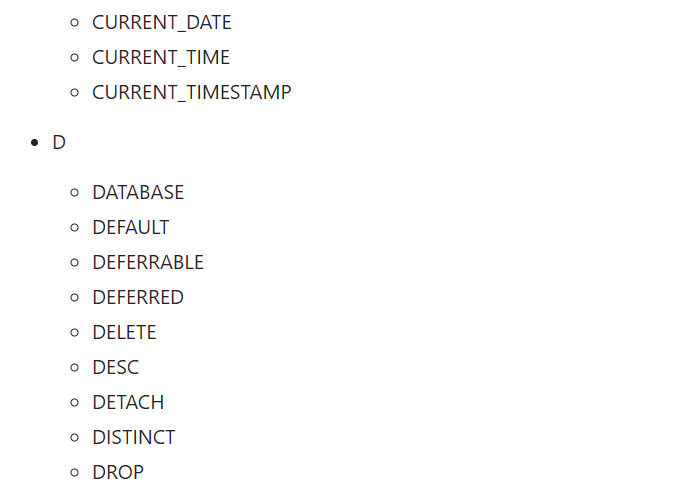 CURRENT_DATE
CURRENT_TIME
CURRENT_TIMESTAMP
D
DATABASE
DEFAULT
DEFERRABLE
DEFERRED
DELETE
DESC
DETACH
DISTINCT
DROP